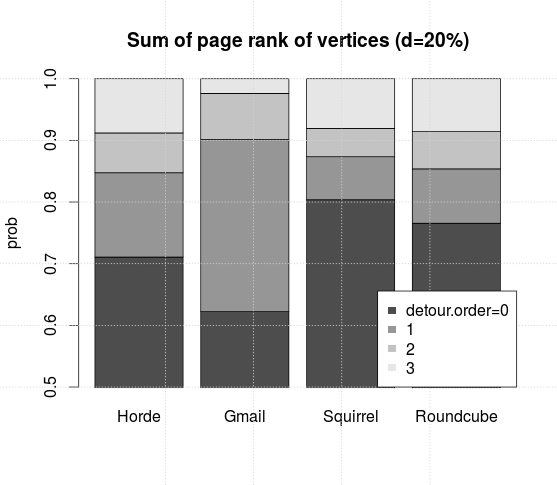 Sum of page rank of vertices (d=20%)
prob
1.0
0.9
0.8
0.7
0.6
0.5
detour.order=0
1
2
3
Horde Gmail Squirrel Roundcube